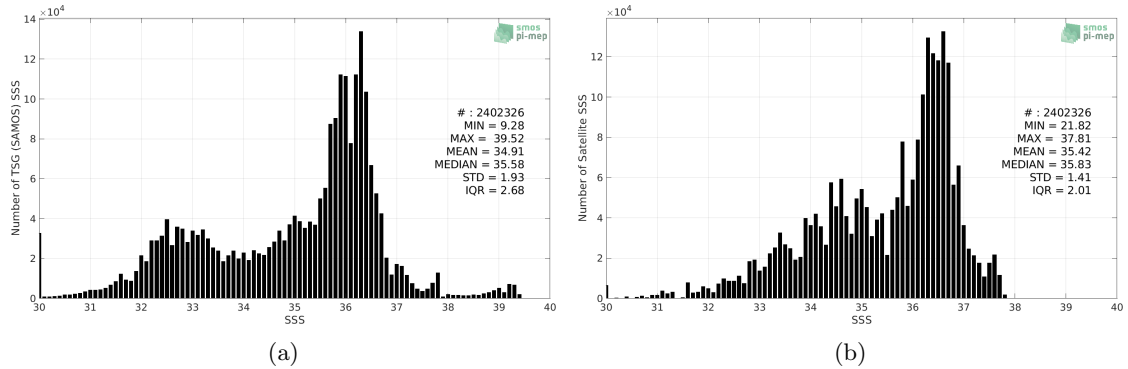 ×10⁴
14
12
10
8
6
4
2
0
Number of TSG (SAMOS) SSS
smos
pi-mep
# : 2402326
MIN = 9.28
MAX = 39.52
MEAN = 34.91
MEDIAN = 35.58
STD = 1.93
IQR = 2.68
30 31 32 33 34 35 36 37 38 39 40
SSS
(a)
×10⁴
12
10
8
6
4
2
0
Number of Satellite SSS
smos
pi-mep
# : 2402326
MIN = 21.82
MAX = 37.81
MEAN = 35.42
MEDIAN = 35.83
STD = 1.41
IQR = 2.01
30 31 32 33 34 35 36 37 38 39 40
SSS
(b)